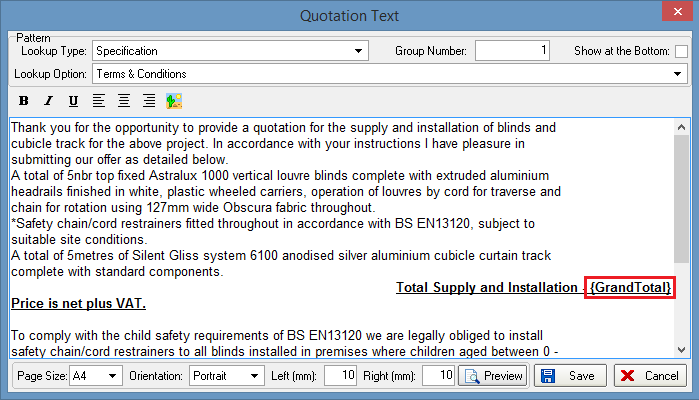 Quotation Text
Pattern
Lookup Type: Specification Group Number: 1 Show at the Bottom:
Lookup Option: Terms & Conditions
B I U
Thank you for the opportunity to provide a quotation for the supply and installation of blinds and
cubicle track for the above project. In accordance with your instructions I have pleasure in
submitting our offer as detailed below.
A total of 5nbr top fixed Astralux 1000 vertical louvre blinds complete with extruded aluminium
headrails finished in white, plastic wheeled carriers, operation of louvres by cord for traverse and
chain for rotation using 127mm wide Obscura fabric throughout.
*Safety chain/cord restrainers fitted throughout in accordance with BS EN13120, subject to
suitable site conditions.
A total of 5metres of Silent Gliss system 6100 anodised silver aluminium cubicle curtain track
complete with standard components.
Total Supply and Installation - {GrandTotal}
Price is net plus VAT.
To comply with the child safety requirements of BS EN13120 we are legally obliged to install
safety chain/cord restrainers to all blinds installed in premises where children aged between 0 -
Page Size: A4 Orientation: Portrait Left (mm): 10 Right (mm): 10 Preview Save Cancel